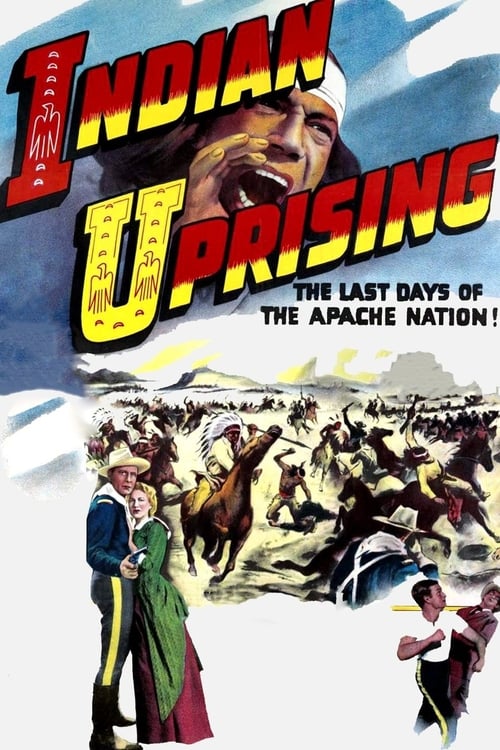 INDIAN
UPRISING
THE LAST DAYS OF
THE APACHE NATION!